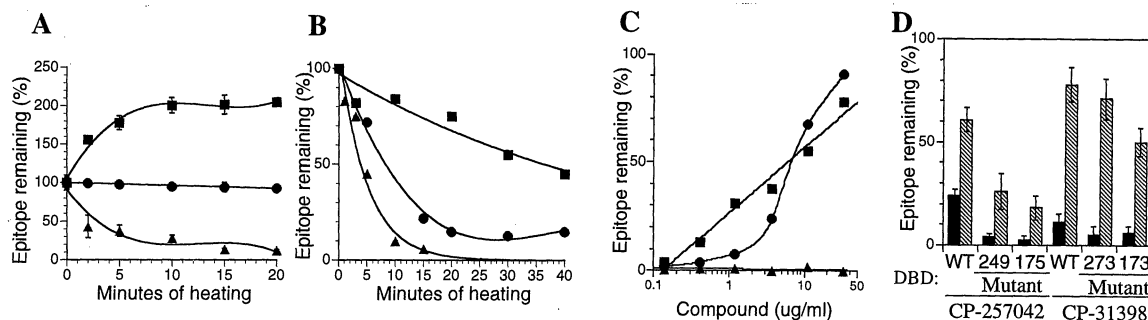 A
B
C
D
Epitope remaining (%)
250
200
150
100
50
0
0
5
10
15
20
Minutes of heating
Epitope remaining (%)
100
50
0
0
5
10
15
20
25
30
35
40
Minutes of heating
Epitope remaining (%)
100
50
0
0.1
1
10
50
Compound (ug/ml)
Epitope remaining (%)
100
50
0
DBD:
WT 249 175 WT 273 173
Mutant Mutant
CP-257042 CP-31398